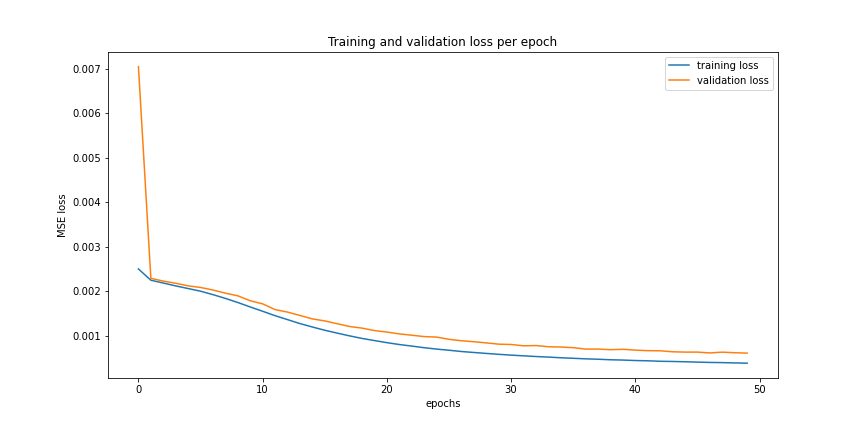 Training and validation loss per epoch
training loss
validation loss
MSE loss
0.007
0.006
0.005
0.004
0.003
0.002
0.001
0 10 20 30 40 50
epochs